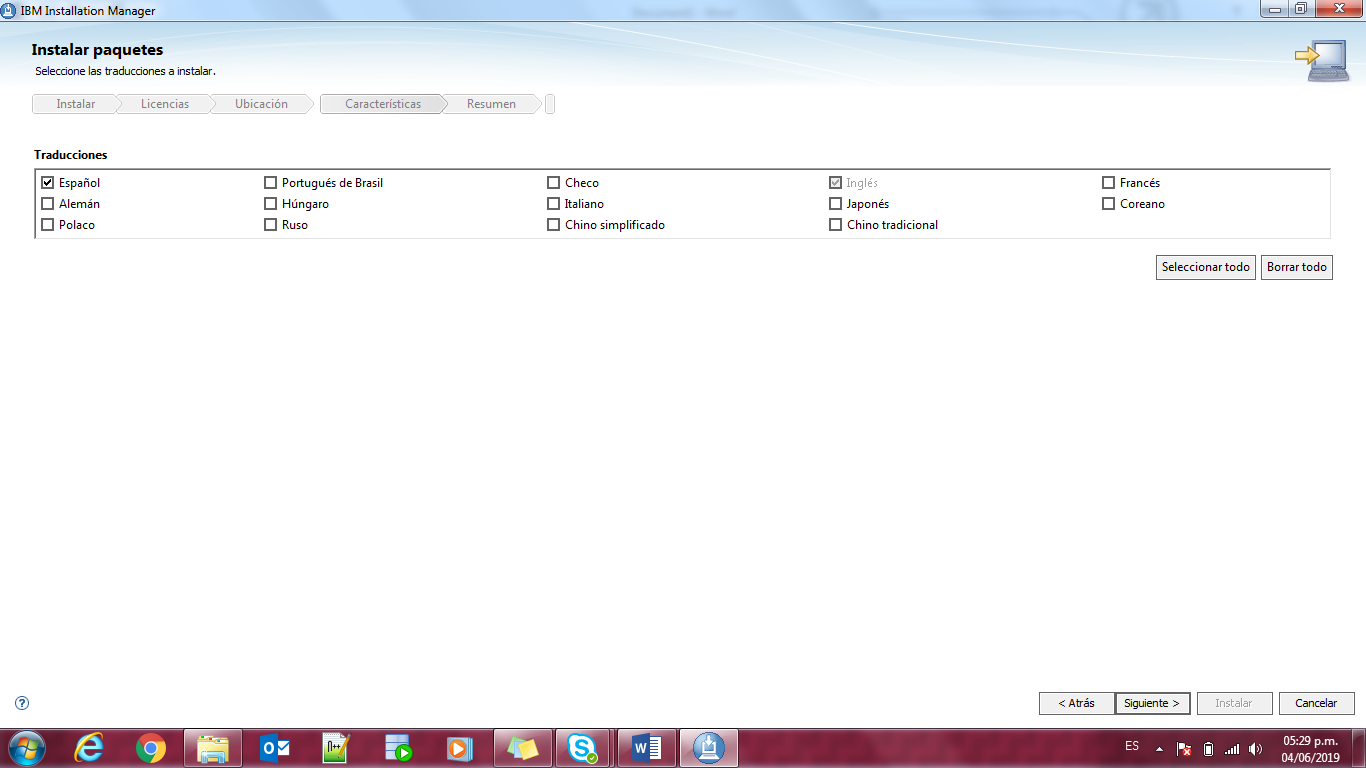 IBM Installation Manager
Instalar paquetes
Seleccione las traducciones a instalar.
Instalar Licencias Ubicación Características Resumen
Traducciones
Español Portugués de Brasil Checo Inglés Francés
Alemán Húngaro Italiano Japonés Coreano
Polaco Ruso Chino simplificado Chino tradicional
Seleccionar todo Borrar todo
< Atrás Siguiente > Instalar Cancelar
ES 05:29 p.m.
04/06/2019